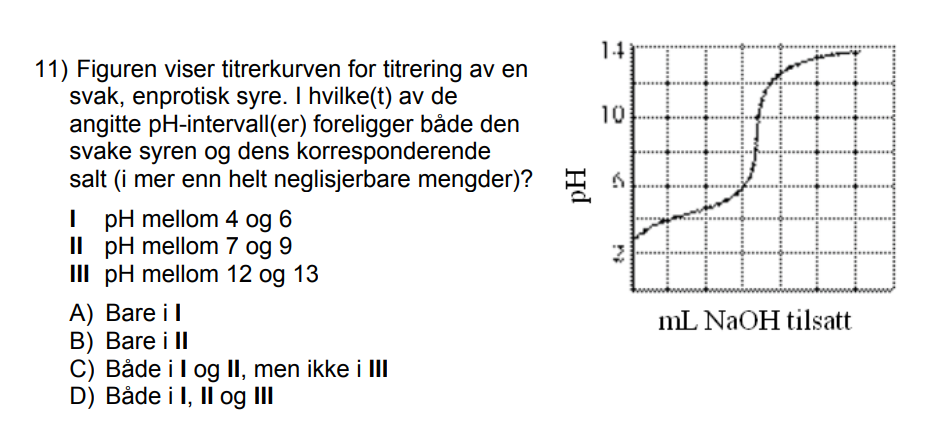 11) Figuren viser titrerkurven for titrering av en
svak, enprotisk syre. I hvilke(t) av de
angitte pH-intervall(er) foreligger både den
svake syren og dens korresponderende
salt (i mer enn helt neglisjerbare mengder)?
I pH mellom 4 og 6
II pH mellom 7 og 9
III pH mellom 12 og 13
A) Bare i I
B) Bare i II
C) Både i I og II, men ikke i III
D) Både i I, II og III
14
10
6
2
pH
mL NaOH tilsatt